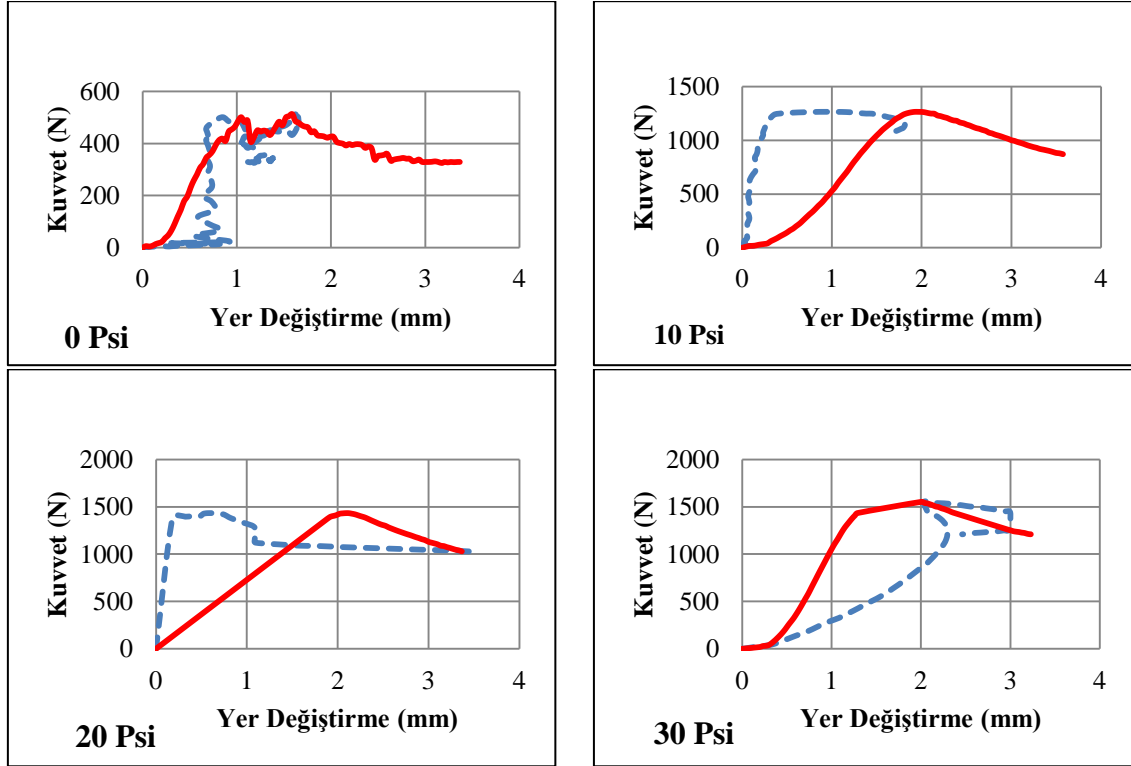 Kuvvet (N)
600
400
200
0
0 1 2 3 4
Yer Değiştirme (mm)
0 Psi
Kuvvet (N)
1500
1000
500
0
0 1 2 3 4
Yer Değiştirme (mm)
10 Psi
Kuvvet (N)
2000
1500
1000
500
0
0 1 2 3 4
Yer Değiştirme (mm)
20 Psi
Kuvvet (N)
2000
1500
1000
500
0
0 1 2 3 4
Yer Değiştirme (mm)
30 Psi